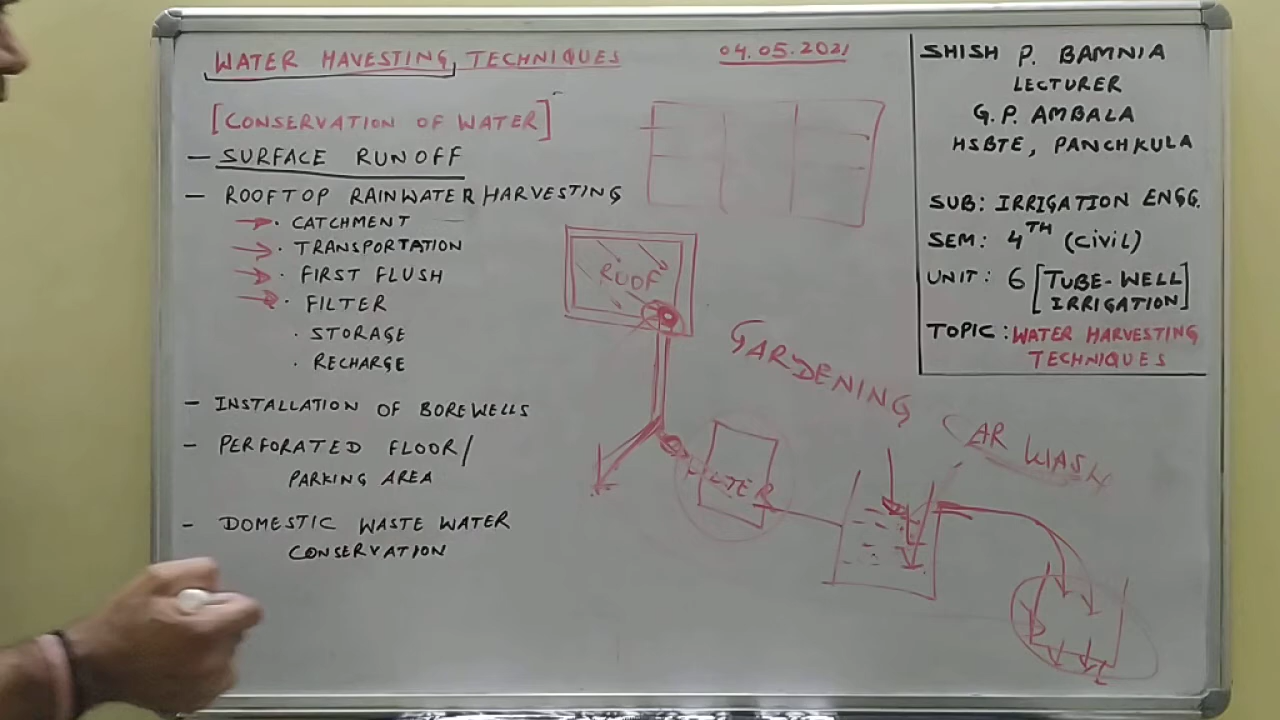 WATER HAVESTING TECHNIQUES
04.05.2021
[CONSERVATION OF WATER]
- SURFACE RUNOFF
- ROOFTOP RAINWATER HARVESTING
→ · CATCHMENT
→ · TRANSPORTATION
→ · FIRST FLUSH
→ · FILTER
· STORAGE
· RECHARGE
- INSTALLATION OF BOREWELLS
- PERFORATED FLOOR/
PARKING AREA
- DOMESTIC WASTE WATER
CONSERVATION
ROOF
FILTER
GARDENING
CAR WASH
SHISH P. BAMNIA
LECTURER
G.P. AMBALA
HSBTE, PANCHKULA
SUB: IRRIGATION ENGG.
SEM: 4TH (CIVIL)
UNIT: 6 [TUBE-WELL
IRRIGATION]
TOPIC: WATER HARVESTING
TECHNIQUES